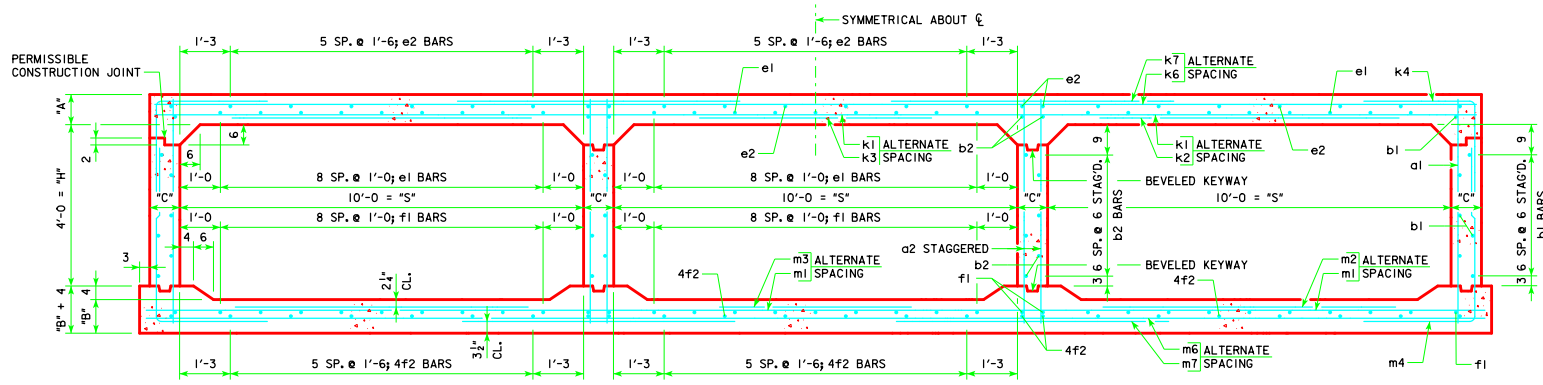 SYMMETRICAL ABOUT ℄
1'-3
5 SP. @ 1'-6; e2 BARS
1'-3
1'-3
5 SP. @ 1'-6; e2 BARS
1'-3
PERMISSIBLE
CONSTRUCTION JOINT
e1
e2
k7 ALTERNATE
k6 SPACING
e1
k4
"A"
2
6
6
e2
e2
k1 ALTERNATE
k3 SPACING
b2
k1 ALTERNATE
k2 SPACING
e2
b1
9
9
a1
1'-0
8 SP. @ 1'-0; e1 BARS
1'-0
1'-0
8 SP. @ 1'-0; e1 BARS
1'-0
BEVELED KEYWAY
4'-0 = "H"
"C"
10'-0 = "S"
"C"
10'-0 = "S"
"C"
10'-0 = "S"
"C"
1'-0
8 SP. @ 1'-0; f1 BARS
1'-0
1'-0
8 SP. @ 1'-0; f1 BARS
1'-0
6 SP. @ 6 STAG'D.
b2 BARS
6 SP. @ 6 STAG'D.
b1 BARS
b1
4
6
a2 STAGGERED
3
m3 ALTERNATE
m1 SPACING
4f2
b2
f1
BEVELED KEYWAY
3
m2 ALTERNATE
m1 SPACING
4f2
3
"B" + 4
"B"
4
2¼" CL.
3½" CL.
1'-3
5 SP. @ 1'-6; 4f2 BARS
1'-3
1'-3
5 SP. @ 1'-6; 4f2 BARS
1'-3
4f2
m6 ALTERNATE
m7 SPACING
m4
f1